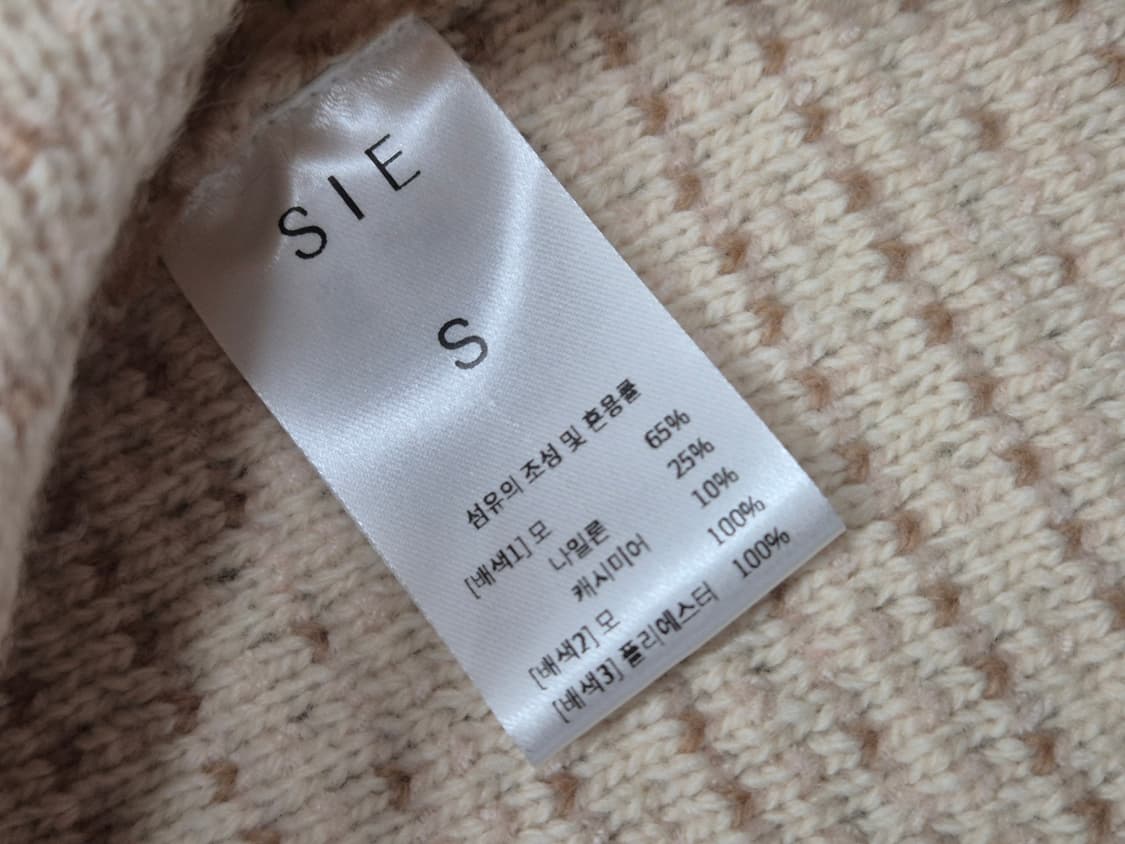 SIE
S
섬유의 조성 및 혼용률
[배색1] 모 65%
나일론 25%
캐시미어 10%
[배색2] 모 100%
[배색3] 폴리에스터 100%